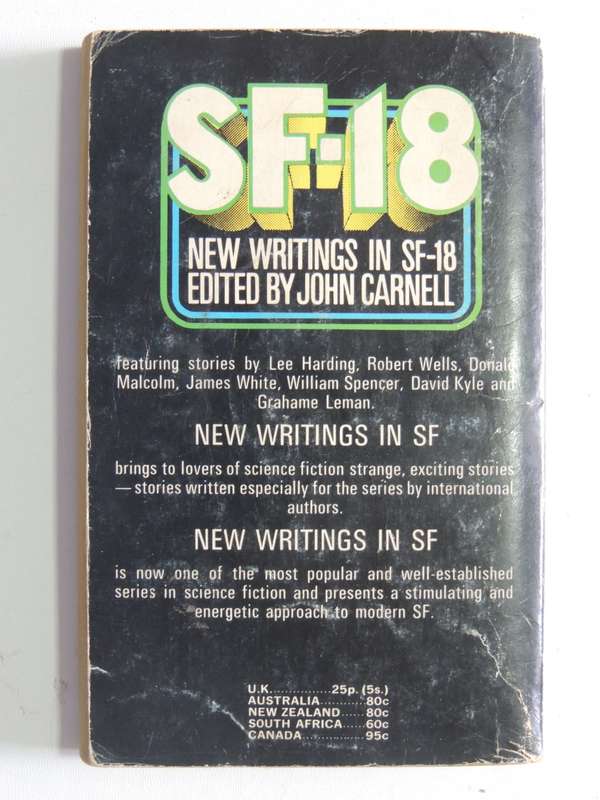 SF-18
NEW WRITINGS IN SF-18
EDITED BY JOHN CARNELL
featuring stories by Lee Harding, Robert Wells, Donald
Malcolm, James White, William Spencer, David Kyle and
Grahame Leman.
NEW WRITINGS IN SF
brings to lovers of science fiction strange, exciting stories
—stories written especially for the series by international
authors.
NEW WRITINGS IN SF
is now one of the most popular and well-established
series in science fiction and presents a stimulating and
energetic approach to modern SF.
U.K.................25p. (5s.)
AUSTRALIA............80c
NEW ZEALAND......80c
SOUTH AFRICA......60c
CANADA.................95c